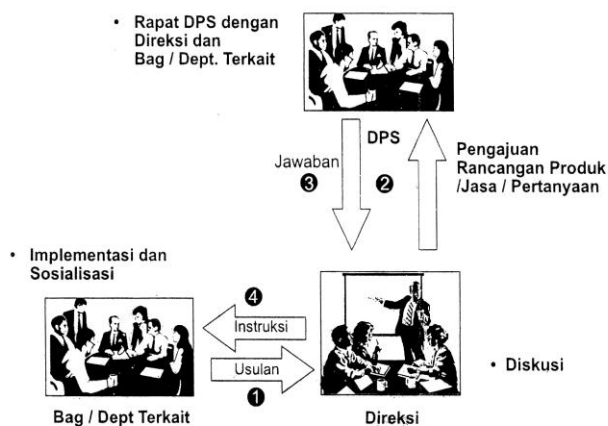 • Rapat DPS dengan
Direksi dan
Bag / Dept. Terkait
DPS
Jawaban
❸
❷
Pengajuan
Rancangan Produk
/Jasa / Pertanyaan
• Implementasi dan
Sosialisasi
❹
Instruksi
Usulan
❶
• Diskusi
Bag / Dept Terkait
Direksi